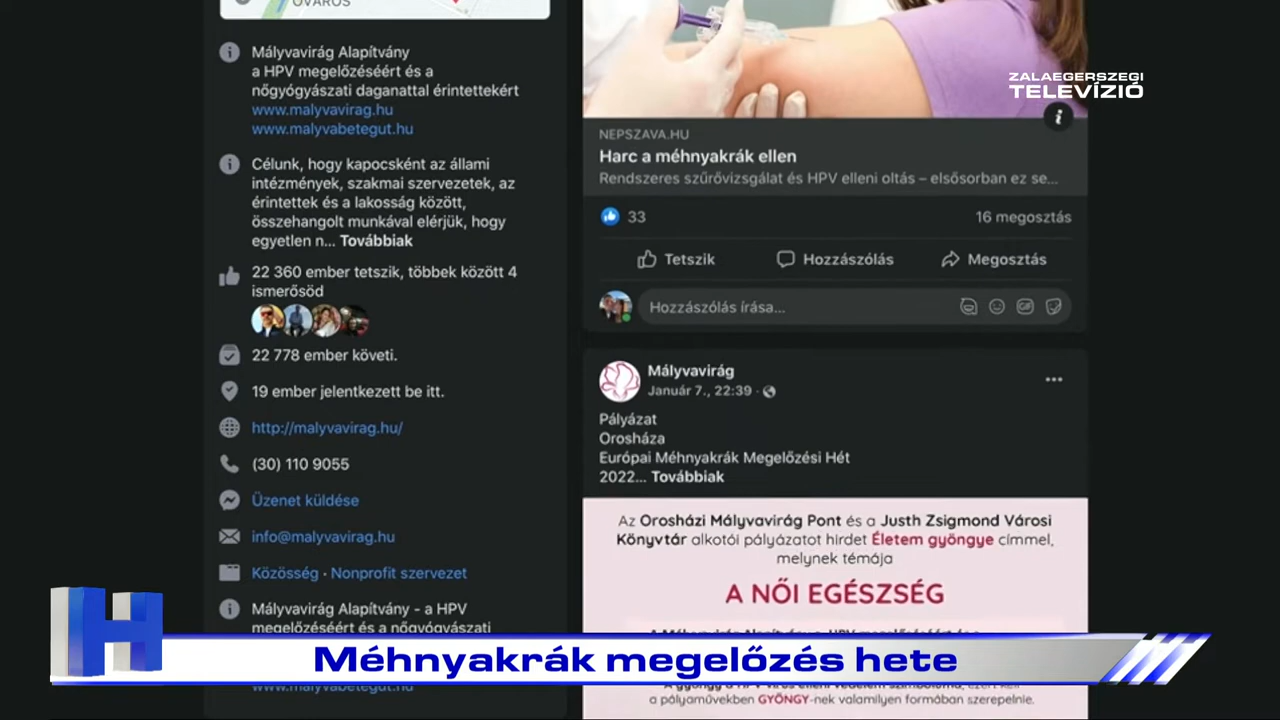 ÓVÁROS
Mályvavirág Alapítvány
a HPV megelőzéséért és a
nőgyógyászati daganattal érintettekért
www.malyvavirag.hu
www.malyvabetegut.hu
Célunk, hogy kapocsként az állami
intézmények, szakmai szervezetek, az
érintettek és a lakosság között,
összehangolt munkával elérjük, hogy
egyetlen n... Továbbiak
22 360 ember tetszik, többek között 4
ismerősöd
22 778 ember követi.
19 ember jelentkezett be itt.
http://malyvavirag.hu/
(30) 110 9055
Üzenet küldése
info@malyvavirag.hu
Közösség · Nonprofit szervezet
Mályvavirág Alapítvány - a HPV
megelőzéséért és a nőgyógyászati
www.malyvabetegut.hu
ZALAEGERSZEGI
TELEVÍZIÓ
NEPSZAVA.HU
Harc a méhnyakrák ellen
Rendszeres szűrővizsgálat és HPV elleni oltás – elsősorban ez se...
33
16 megosztás
Tetszik
Hozzászólás
Megosztás
Hozzászólás írása...
GIF
Mályvavirág
Január 7., 22:39 ·
Pályázat
Orosháza
Európai Méhnyakrák Megelőzési Hét
2022... Továbbiak
Az Orosházi Mályvavirág Pont és a Justh Zsigmond Városi
Könyvtár alkotói pályázatot hirdet Életem gyöngye címmel,
melynek témája
A NŐI EGÉSZSÉG
a pályaművekben GYÖNGY-nek valamilyen formában szerepelnie.
H
Méhnyakrák megelőzés hete